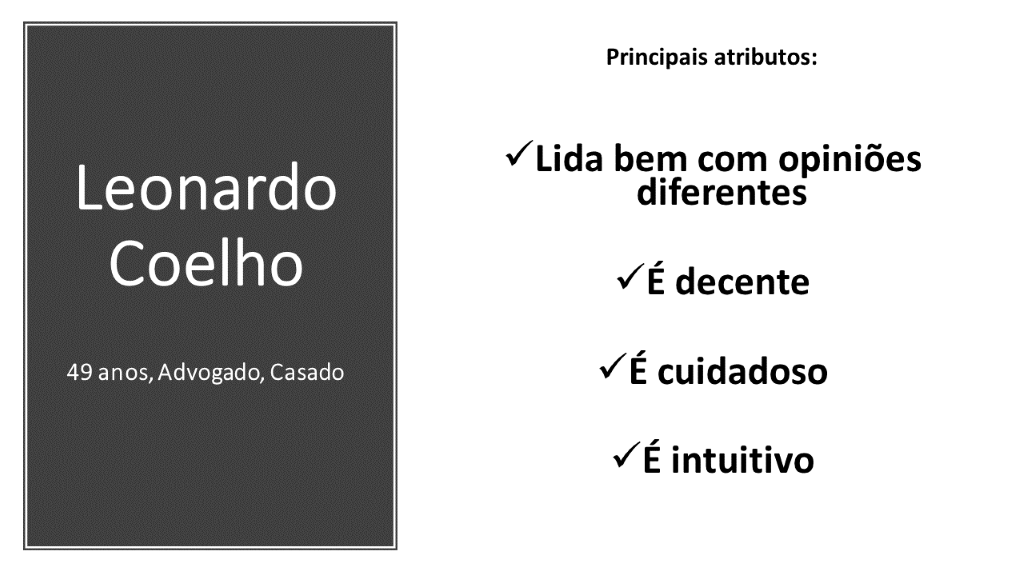 Leonardo
Coelho
49 anos, Advogado, Casado
Principais atributos:
✓Lida bem com opiniões
diferentes
✓É decente
✓É cuidadoso
✓É intuitivo